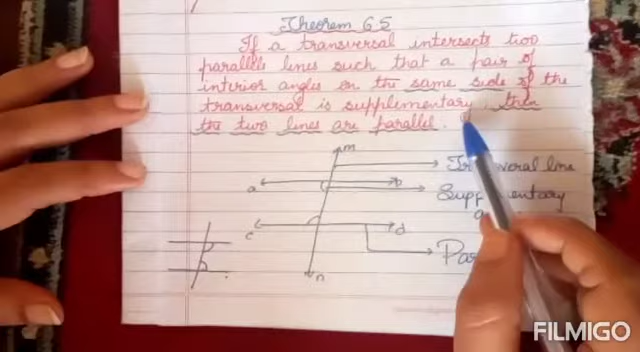 Theorem 6.5
If a transversal intersects two
parallel lines such that a pair of
interior angles on the same side of the
transversal is supplementary, then
the two lines are parallel.
m
Transversal line
a
b
Supplementary
c
d
n
FILMIGO